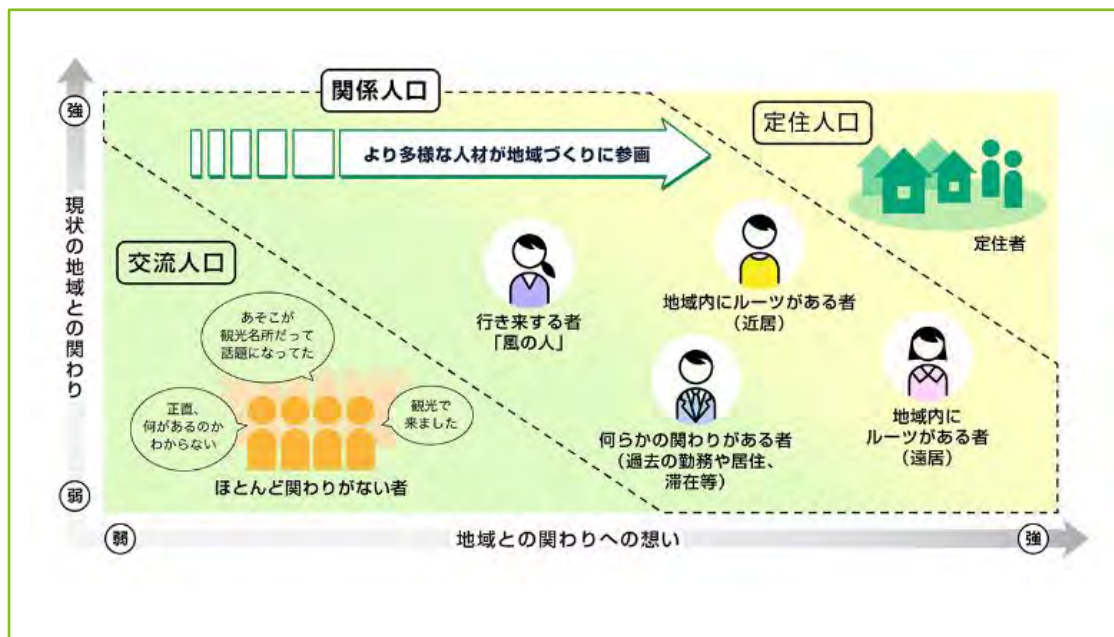 関係人口
強
定住人口
より多様な人材が地域づくりに参画
現状の地域との関わり
定住者
交流人口
あそこが
観光名所だって
話題になってた
行き来する者
「風の人」
地域内にルーツがある者
（近居）
正直、
何があるのか
わからない
観光で
来ました
ほとんど関わりがない者
何らかの関わりがある者
（過去の勤務や居住、
滞在等）
地域内に
ルーツがある者
（遠居）
弱
弱
地域との関わりへの想い
強